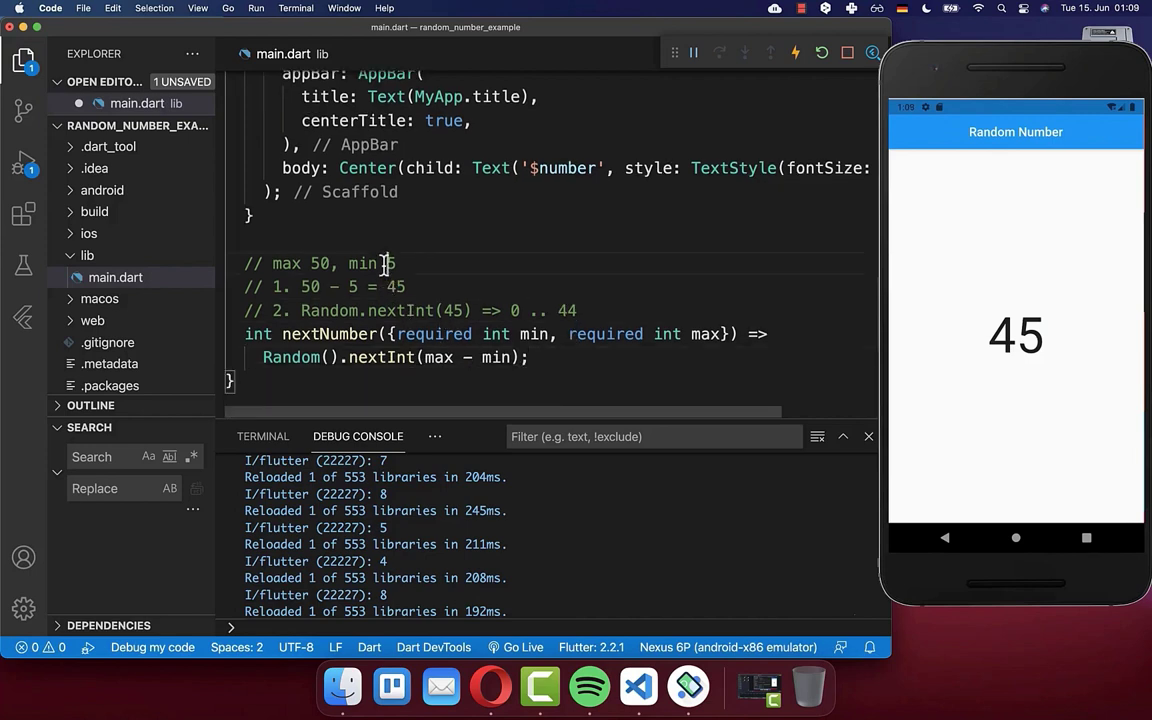 Code File Edit Selection View Go Run Terminal Window Help
Tue 15. Jun 01:09
main.dart — random_number_example
EXPLORER
OPEN EDITO... 1 UNSAVED
main.dart lib
RANDOM_NUMBER_EXA...
.dart_tool
.idea
android
build
ios
lib
main.dart
macos
web
.gitignore
.metadata
.packages
OUTLINE
SEARCH
Search
Aa Abl .*
Replace
AB
DEPENDENCIES
1
1
main.dart lib
appBar: AppBar(
title: Text(MyApp.title),
centerTitle: true,
), // AppBar
body: Center(child: Text('$number', style: TextStyle(fontSize:
); // Scaffold
}
// max 50, min 5
// 1. 50 - 5 = 45
// 2. Random.nextInt(45) => 0 .. 44
int nextNumber({required int min, required int max}) =>
Random().nextInt(max - min);
}
TERMINAL DEBUG CONSOLE ...
Filter (e.g. text, !exclude)
I/flutter (22227): 7
Reloaded 1 of 553 libraries in 204ms.
I/flutter (22227): 8
Reloaded 1 of 553 libraries in 245ms.
I/flutter (22227): 5
Reloaded 1 of 553 libraries in 211ms.
I/flutter (22227): 4
Reloaded 1 of 553 libraries in 208ms.
I/flutter (22227): 8
Reloaded 1 of 553 libraries in 192ms.
0 0 Debug my code Spaces: 2 UTF-8 LF Dart Dart DevTools Go Live Flutter: 2.2.1 Nexus 6P (android-x86 emulator)
1:09
Random Number
45